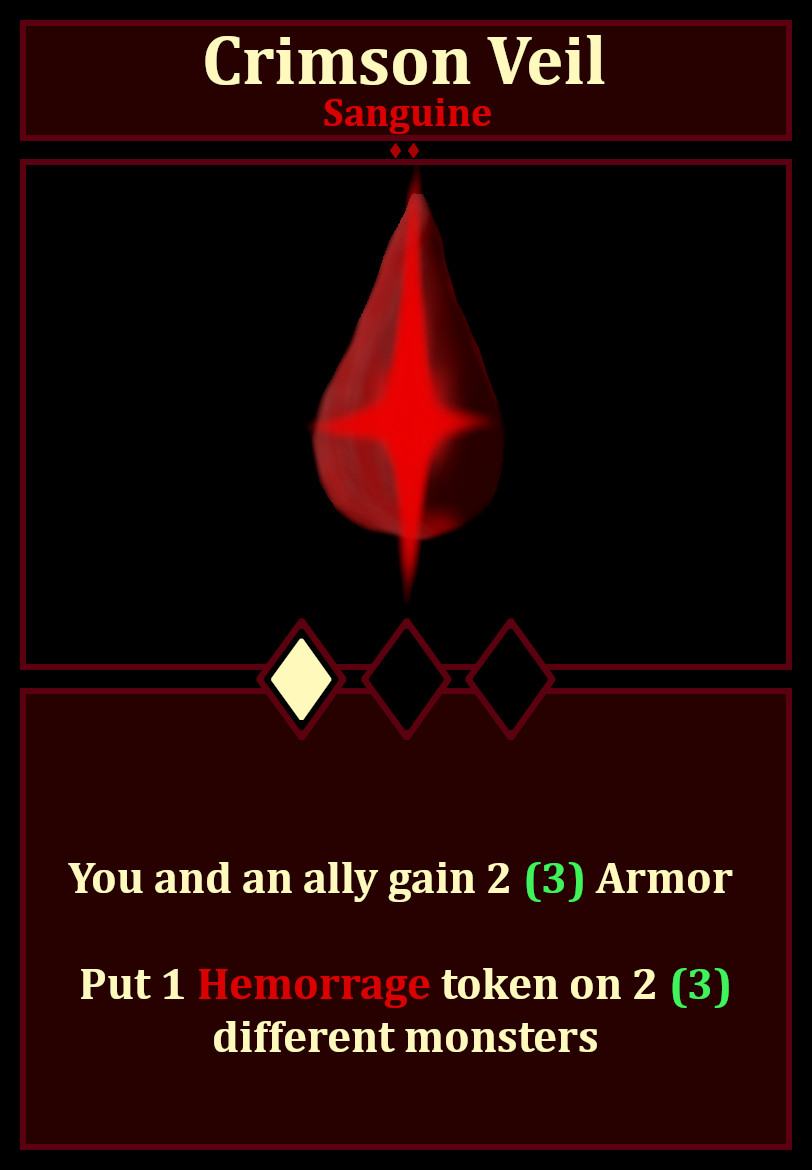 Crimson Veil
Sanguine
You and an ally gain 2 (3) Armor
Put 1 Hemorrage token on 2 (3)
different monsters